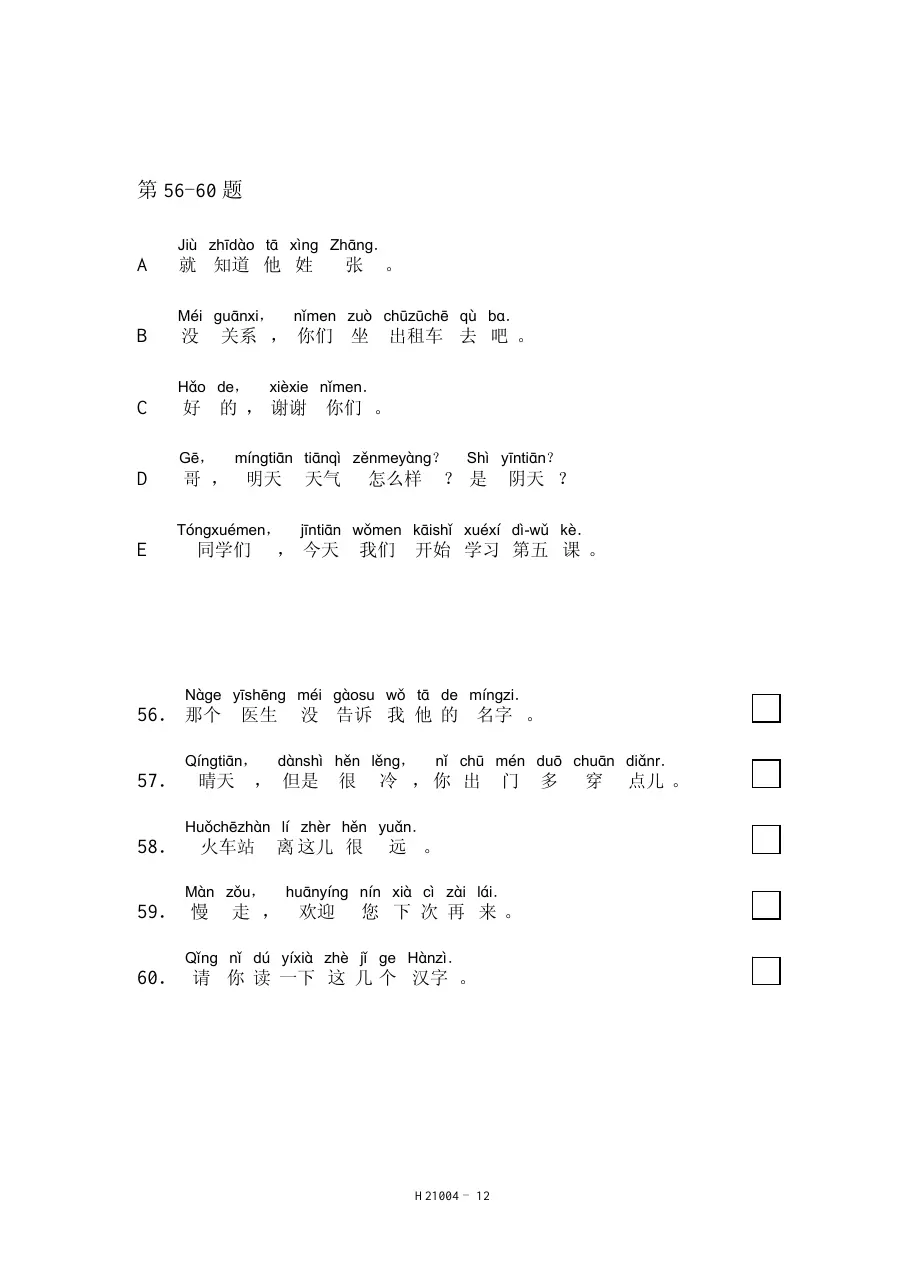 第 56-60 题
Jiù zhīdào tā xìng Zhāng.
A 就 知道 他 姓 张 。
Méi guānxi, nǐmen zuò chūzūchē qù ba.
B 没 关系 ， 你们 坐 出租车 去 吧 。
Hǎo de, xièxie nǐmen.
C 好 的 ， 谢谢 你们 。
Gē, míngtiān tiānqì zěnmeyàng? Shì yīntiān?
D 哥 ， 明天 天气 怎么样 ？ 是 阴天 ？
Tóngxuémen, jīntiān wǒmen kāishǐ xuéxí dì-wǔ kè.
E 同学们 ， 今天 我们 开始 学习 第五 课 。
Nàge yīshēng méi gàosu wǒ tā de míngzi.
56. 那个 医生 没 告诉 我 他 的 名字 。
Qíngtiān, dànshì hěn lěng, nǐ chū mén duō chuān diǎnr.
57. 晴天 ， 但是 很 冷 ，你 出 门 多 穿 点儿 。
Huǒchēzhàn lí zhèr hěn yuǎn.
58. 火车站 离 这儿 很 远 。
Màn zǒu, huānyíng nín xià cì zài lái.
59. 慢 走 ， 欢迎 您 下 次 再 来 。
Qǐng nǐ dú yíxià zhè jǐ ge Hànzì.
60. 请 你 读 一下 这 几 个 汉字 。
H21004 - 12